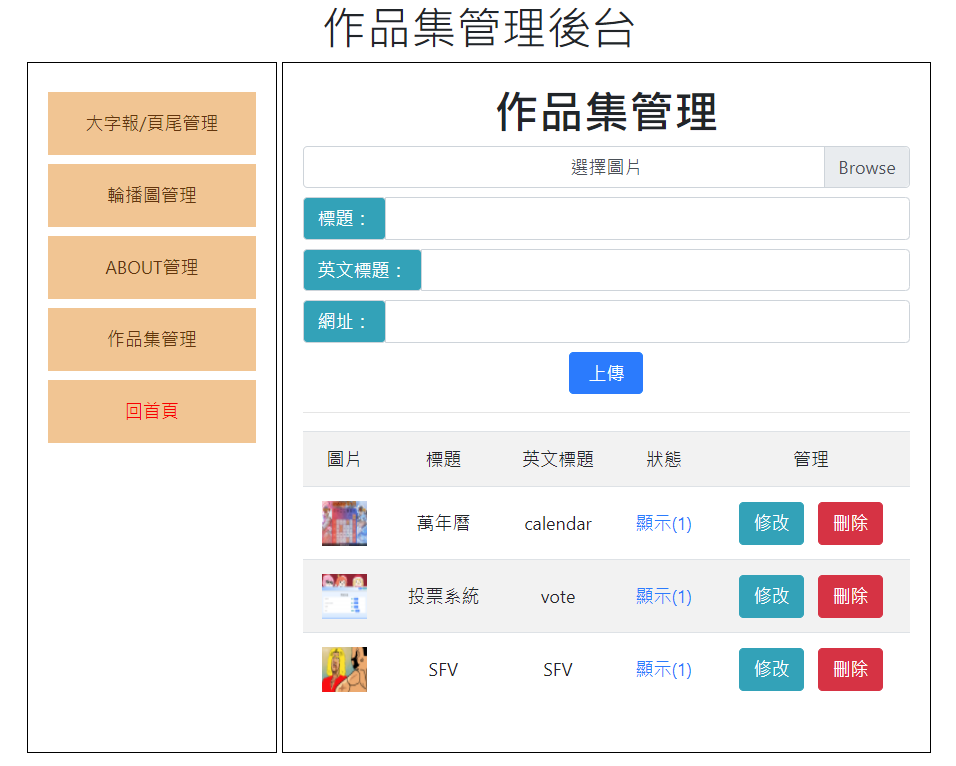 作品集管理後台
大字報/頁尾管理
輪播圖管理
ABOUT管理
作品集管理
回首頁
作品集管理
選擇圖片 Browse
標題：
英文標題：
網址：
上傳
圖片 標題 英文標題 狀態 管理
萬年曆 calendar 顯示(1) 修改 刪除
投票系統 vote 顯示(1) 修改 刪除
SFV SFV 顯示(1) 修改 刪除